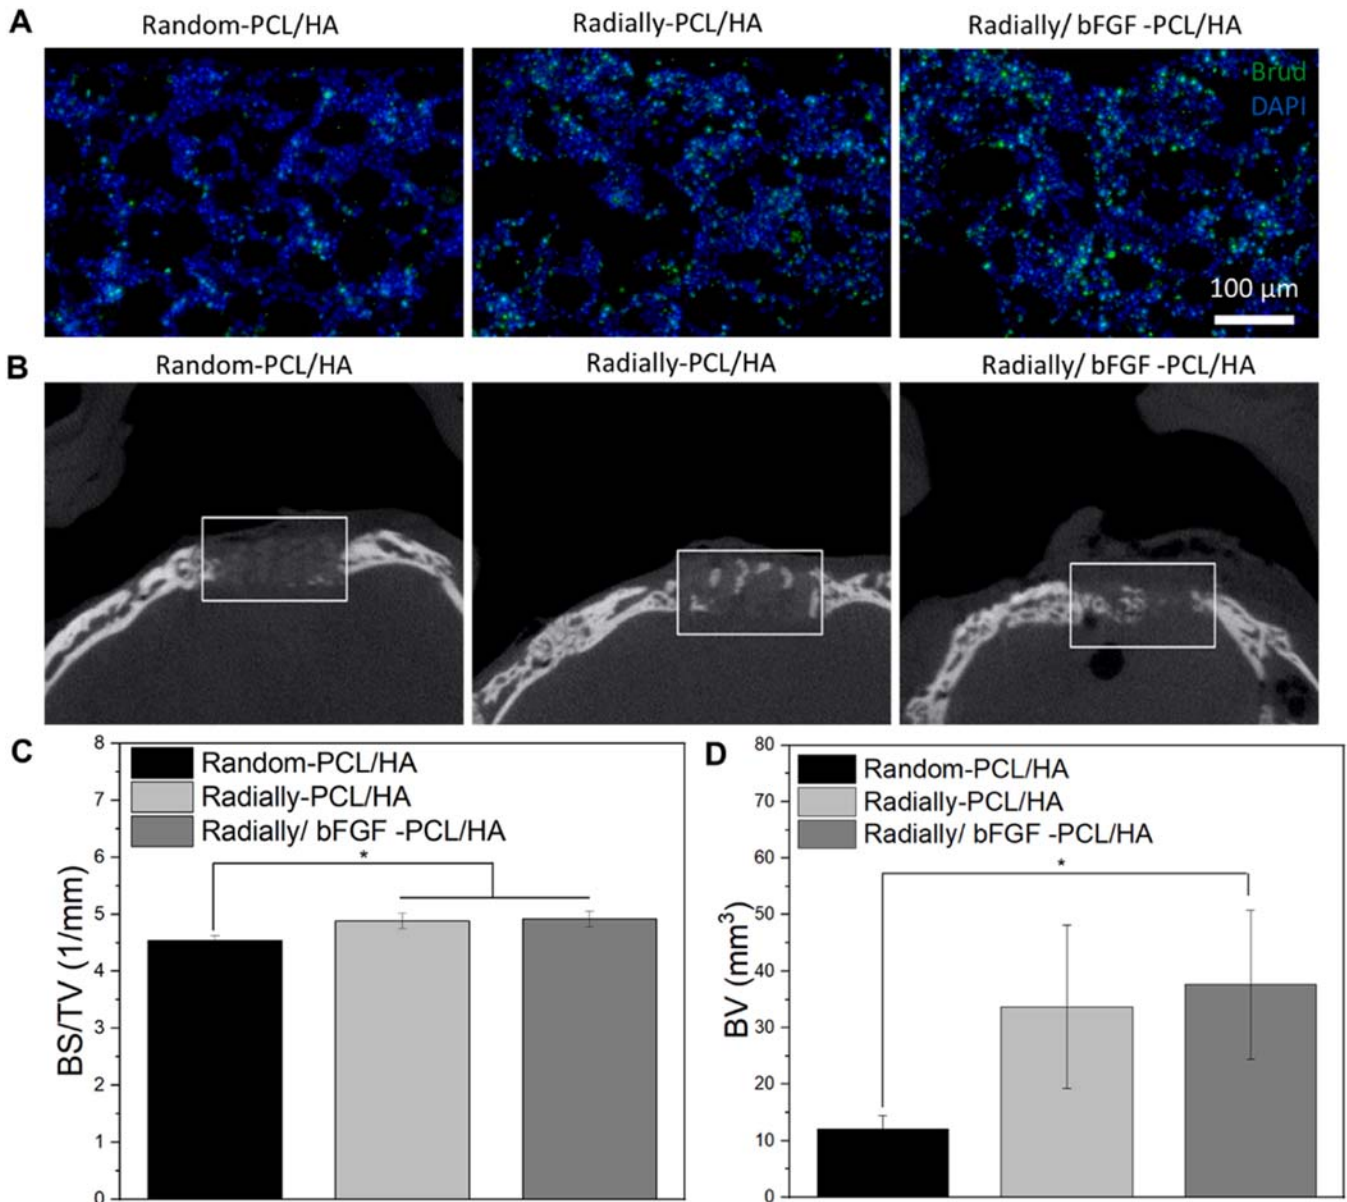 A
Random-PCL/HA
Radially-PCL/HA
Radially/ bFGF -PCL/HA
Brud
DAPI
100 µm
B
Random-PCL/HA
Radially-PCL/HA
Radially/ bFGF -PCL/HA
C
8
7
6
5
4
3
2
1
0
BS/TV (1/mm)
Random-PCL/HA
Radially-PCL/HA
Radially/ bFGF -PCL/HA
*
D
80
70
60
50
40
30
20
10
0
BV (mm³)
Random-PCL/HA
Radially-PCL/HA
Radially/ bFGF -PCL/HA
*